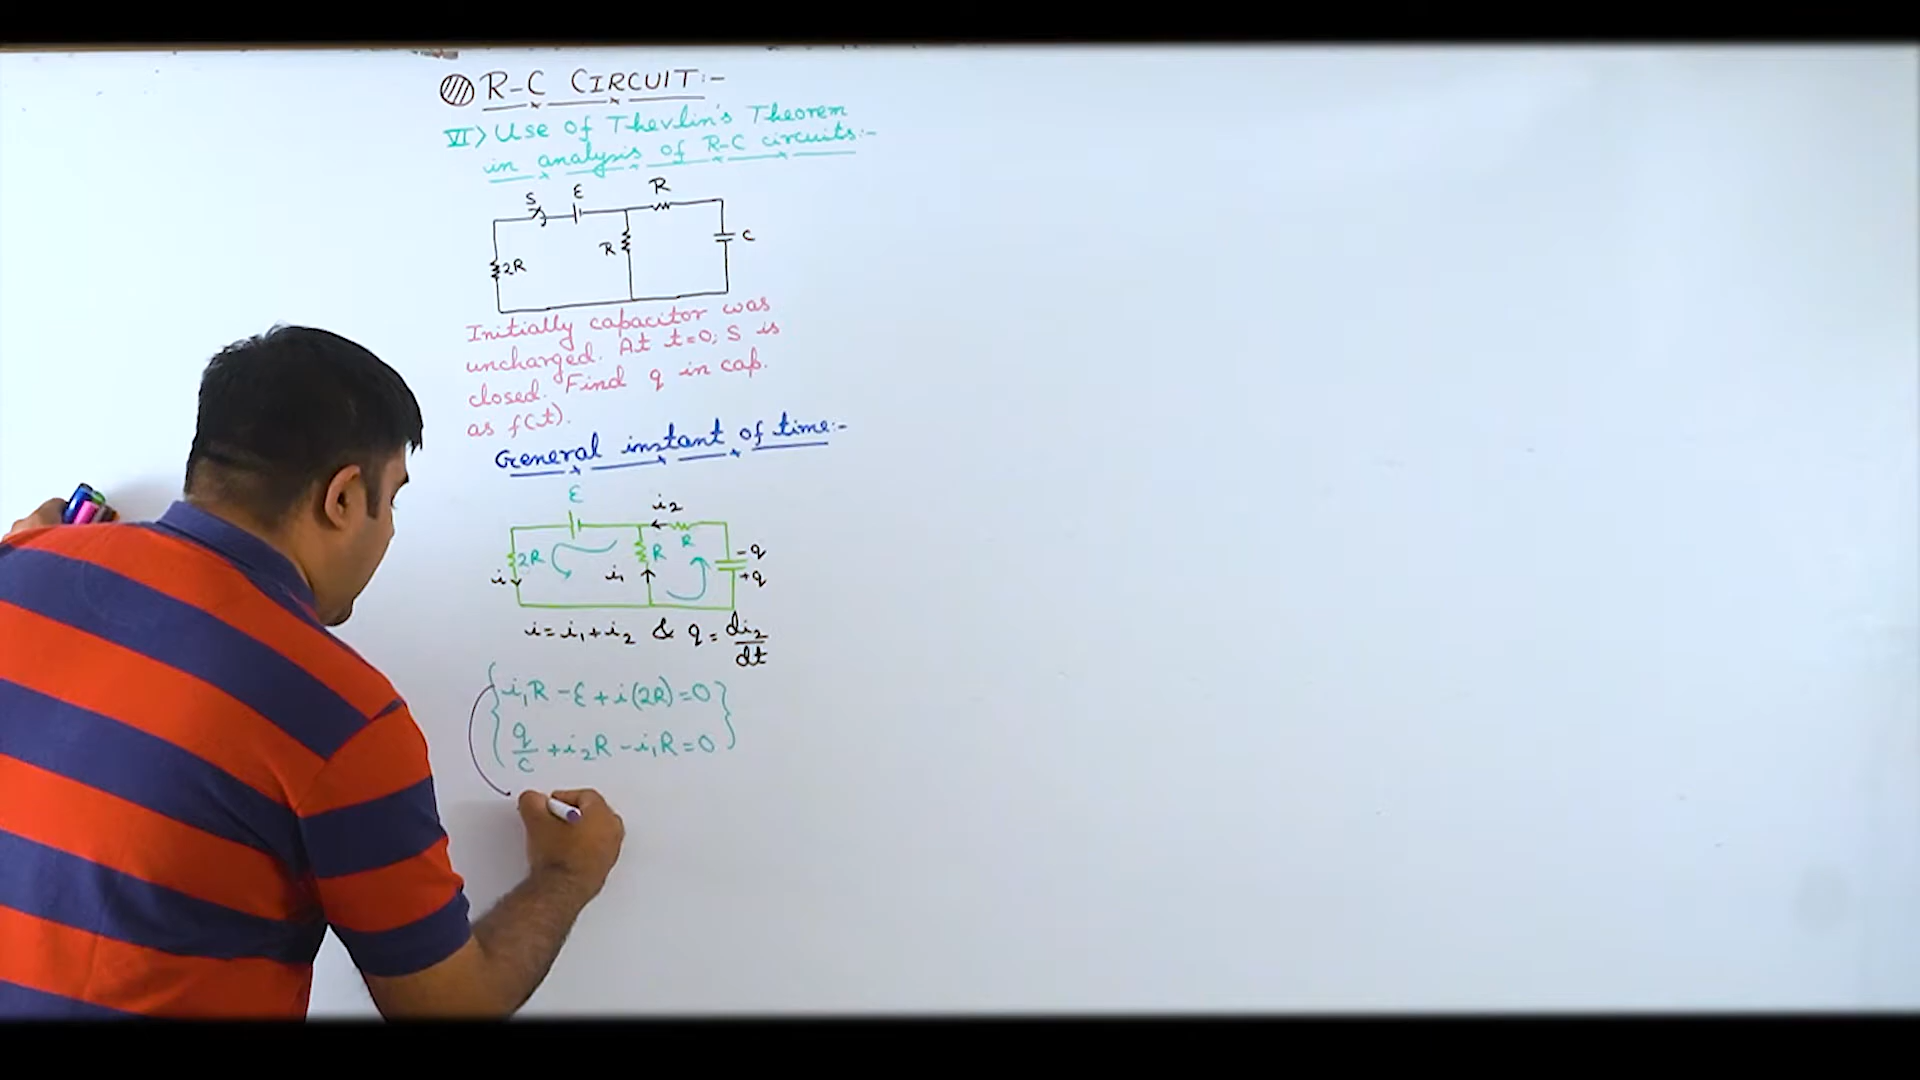 R-C CIRCUIT:-
VI) Use of Thevlin's Theorem
in analysis of R-C circuits:-
S ε R
R C
2R
Initially capacitor was
uncharged. At t=0; S is
closed. Find q in cap.
as f(t).
General instant of time:-
ε i₂
R
2R R -q
i i₁ +q
i=i₁+i₂ & q = di₂/dt
i₁R - ε + i(2R) = 0
q/c + i₂R - i₁R = 0